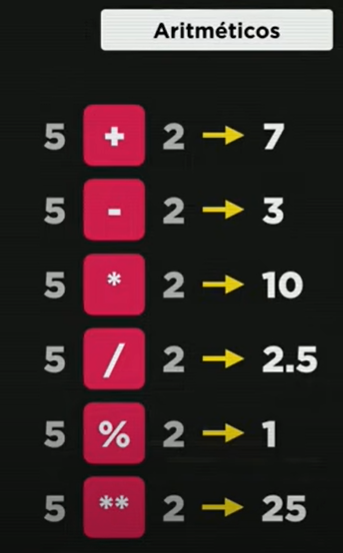 Aritméticos
5 + 2 → 7
5 - 2 → 3
5 * 2 → 10
5 / 2 → 2.5
5 % 2 → 1
5 ** 2 → 25